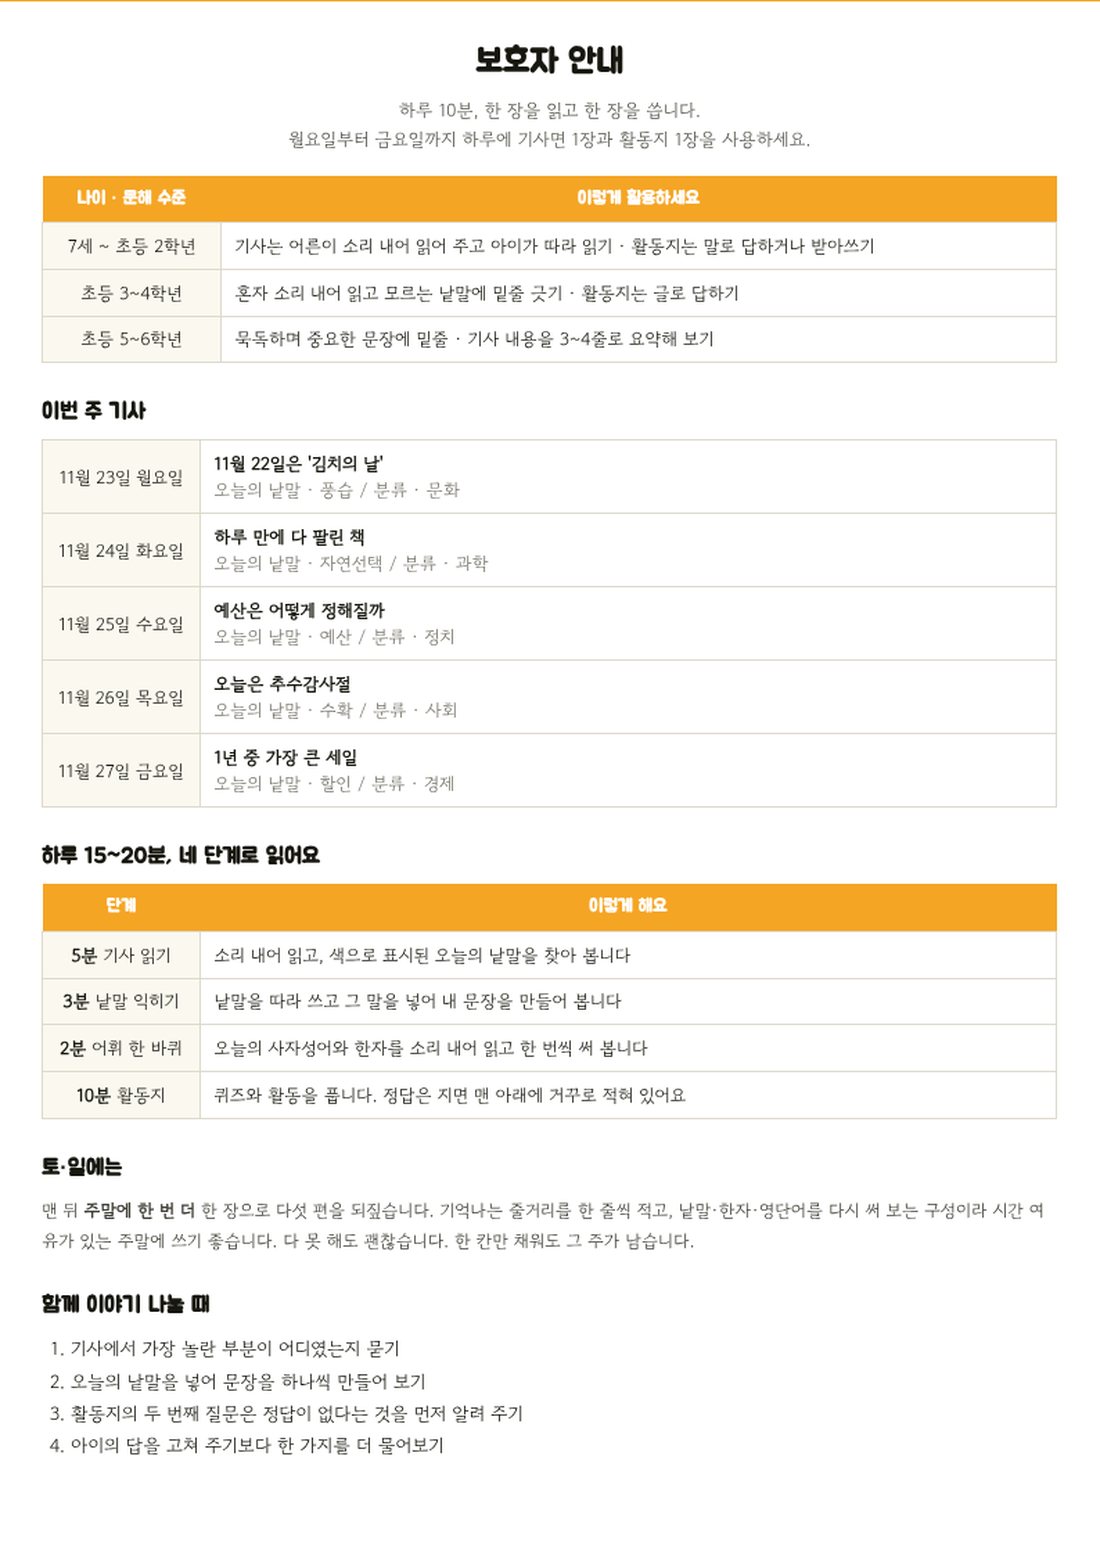 보호자 안내
하루 10분, 한 장을 읽고 한 장을 씁니다.
월요일부터 금요일까지 하루에 기사면 1장과 활동지 1장을 사용하세요.
나이 · 문해 수준 이렇게 활용하세요
7세 ~ 초등 2학년 기사는 어른이 소리 내어 읽어 주고 아이가 따라 읽기 · 활동지는 말로 답하거나 받아쓰기
초등 3~4학년 혼자 소리 내어 읽고 모르는 낱말에 밑줄 긋기 · 활동지는 글로 답하기
초등 5~6학년 묵독하며 중요한 문장에 밑줄 · 기사 내용을 3~4줄로 요약해 보기
이번 주 기사
11월 23일 월요일
11월 22일은 '김치의 날'
오늘의 낱말 · 풍습 / 분류 · 문화
11월 24일 화요일
하루 만에 다 팔린 책
오늘의 낱말 · 자연선택 / 분류 · 과학
11월 25일 수요일
예산은 어떻게 정해질까
오늘의 낱말 · 예산 / 분류 · 정치
11월 26일 목요일
오늘은 추수감사절
오늘의 낱말 · 수확 / 분류 · 사회
11월 27일 금요일
1년 중 가장 큰 세일
오늘의 낱말 · 할인 / 분류 · 경제
하루 15~20분, 네 단계로 읽어요
단계 이렇게 해요
5분 기사 읽기 소리 내어 읽고, 색으로 표시된 오늘의 낱말을 찾아 봅니다
3분 낱말 익히기 낱말을 따라 쓰고 그 말을 넣어 내 문장을 만들어 봅니다
2분 어휘 한 바퀴 오늘의 사자성어와 한자를 소리 내어 읽고 한 번씩 써 봅니다
10분 활동지 퀴즈와 활동을 풉니다. 정답은 지면 맨 아래에 거꾸로 적혀 있어요
토·일에는
맨 뒤 주말에 한 번 더 한 장으로 다섯 편을 되짚습니다. 기억나는 줄거리를 한 줄씩 적고, 낱말·한자·영단어를 다시 써 보는 구성이라 시간 여
유가 있는 주말에 쓰기 좋습니다. 다 못 해도 괜찮습니다. 한 칸만 채워도 그 주가 남습니다.
함께 이야기 나눌 때
1. 기사에서 가장 놀란 부분이 어디였는지 묻기
2. 오늘의 낱말을 넣어 문장을 하나씩 만들어 보기
3. 활동지의 두 번째 질문은 정답이 없다는 것을 먼저 알려 주기
4. 아이의 답을 고쳐 주기보다 한 가지를 더 물어보기